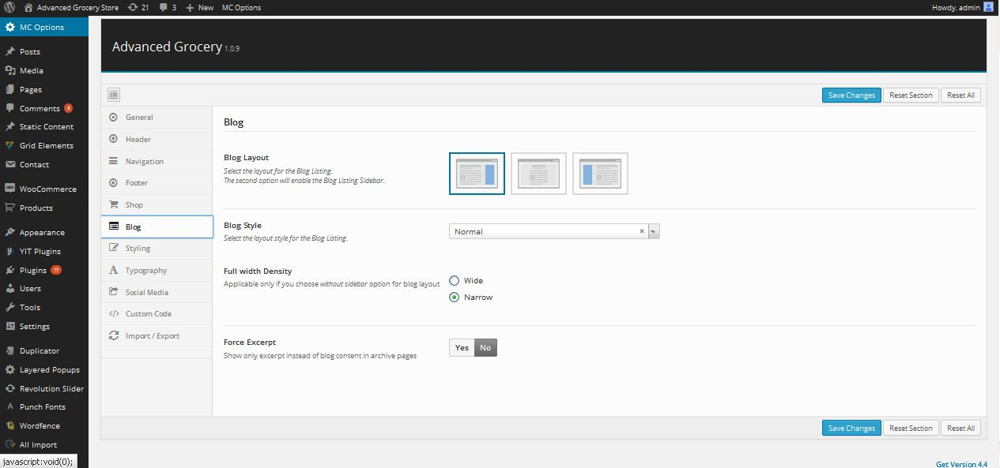 Advanced Grocery Store 21 3 New MC Options Howdy, admin
MC Options
Posts
Media
Pages
Comments 3
Static Content
Grid Elements
Contact
WooCommerce
Products
Appearance
YIT Plugins
Plugins 17
Users
Tools
Settings
Duplicator
Layered Popups
Revolution Slider
Punch Fonts
Wordfence
All Import
javascript:void(0);
Advanced Grocery 1.0.9
Save Changes Reset Section Reset All
General
Header
Navigation
Footer
Shop
Blog
Styling
Typography
Social Media
Custom Code
Import / Export
Blog
Blog Layout
Select the layout for the Blog Listing.
The second option will enable the Blog Listing Sidebar.
Blog Style
Select the layout style for the Blog Listing.
Normal
Full width Density
Applicable only if you choose without sidebar option for blog layout
Wide
Narrow
Force Excerpt
Show only excerpt instead of blog content in archive pages
Yes No
Save Changes Reset Section Reset All
Get Version 4.4